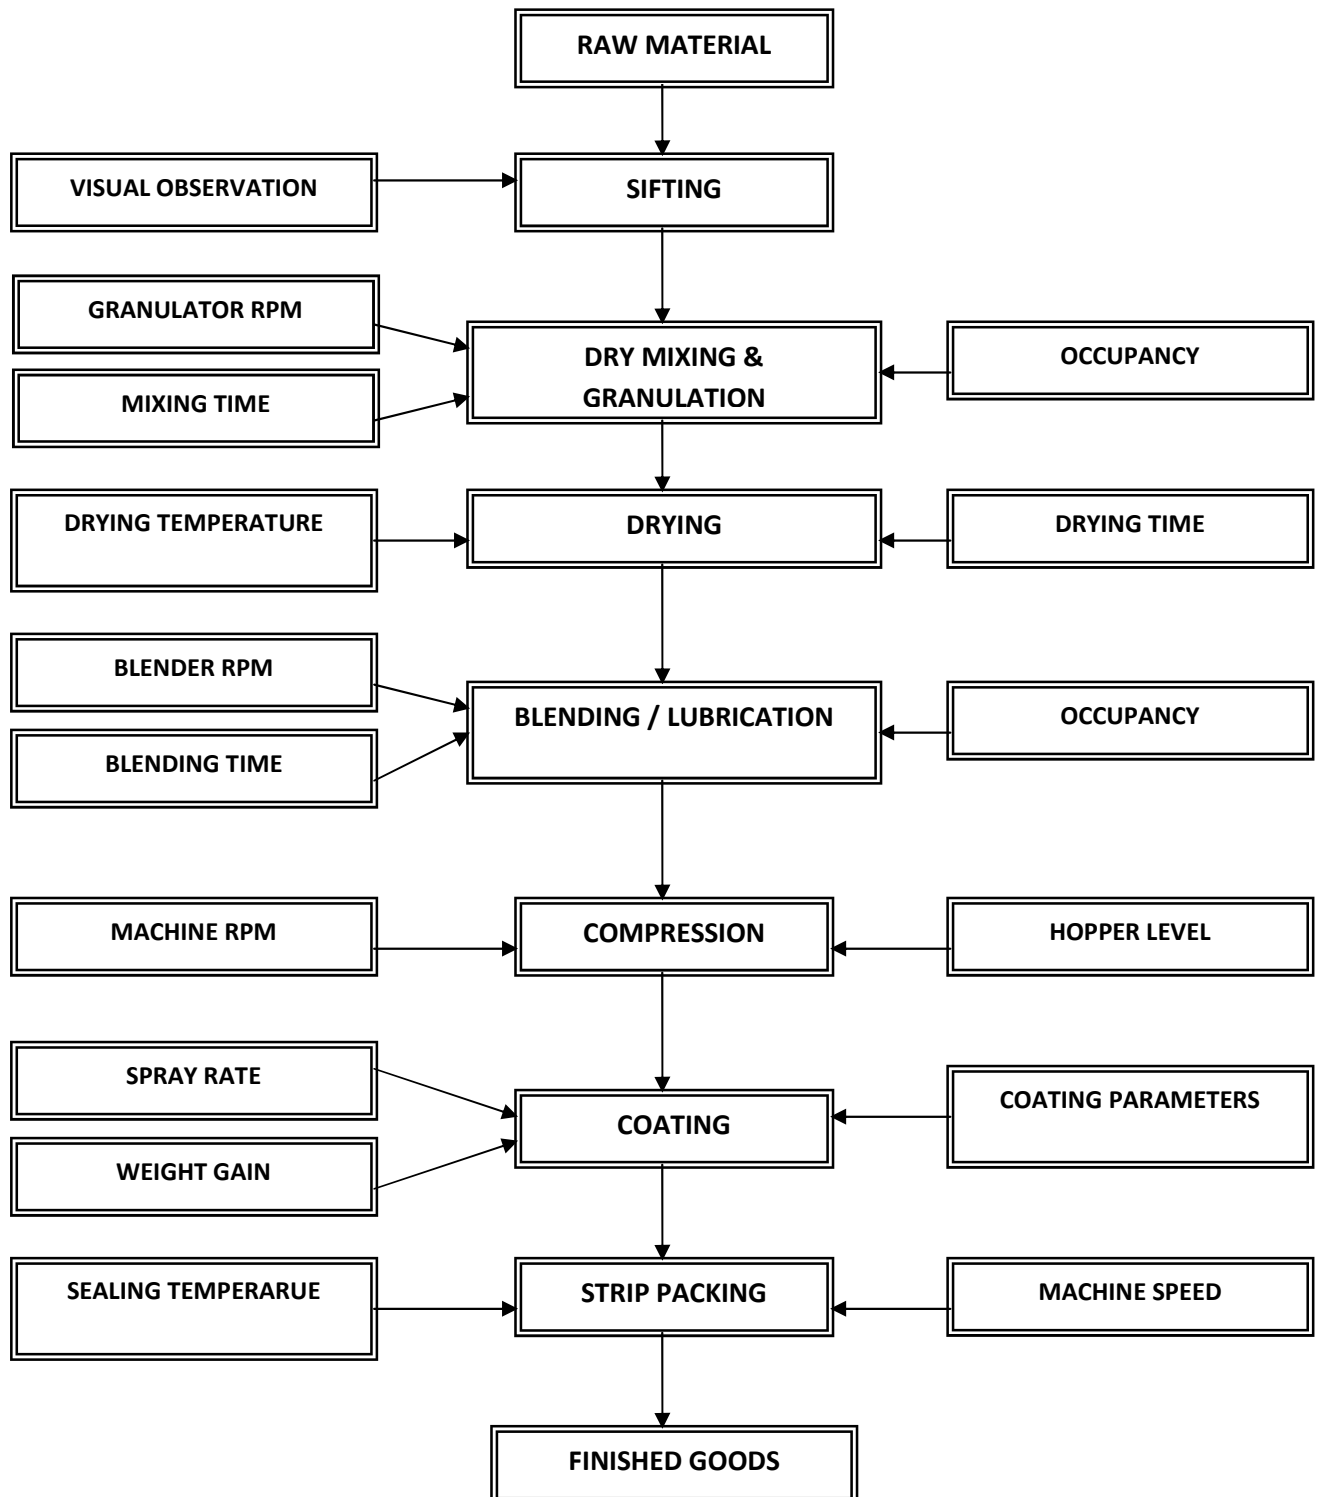 RAW MATERIAL
VISUAL OBSERVATION
SIFTING
GRANULATOR RPM
MIXING TIME
DRY MIXING &
GRANULATION
OCCUPANCY
DRYING TEMPERATURE
DRYING
DRYING TIME
BLENDER RPM
BLENDING TIME
BLENDING / LUBRICATION
OCCUPANCY
MACHINE RPM
COMPRESSION
HOPPER LEVEL
SPRAY RATE
WEIGHT GAIN
COATING
COATING PARAMETERS
SEALING TEMPERARUE
STRIP PACKING
MACHINE SPEED
FINISHED GOODS